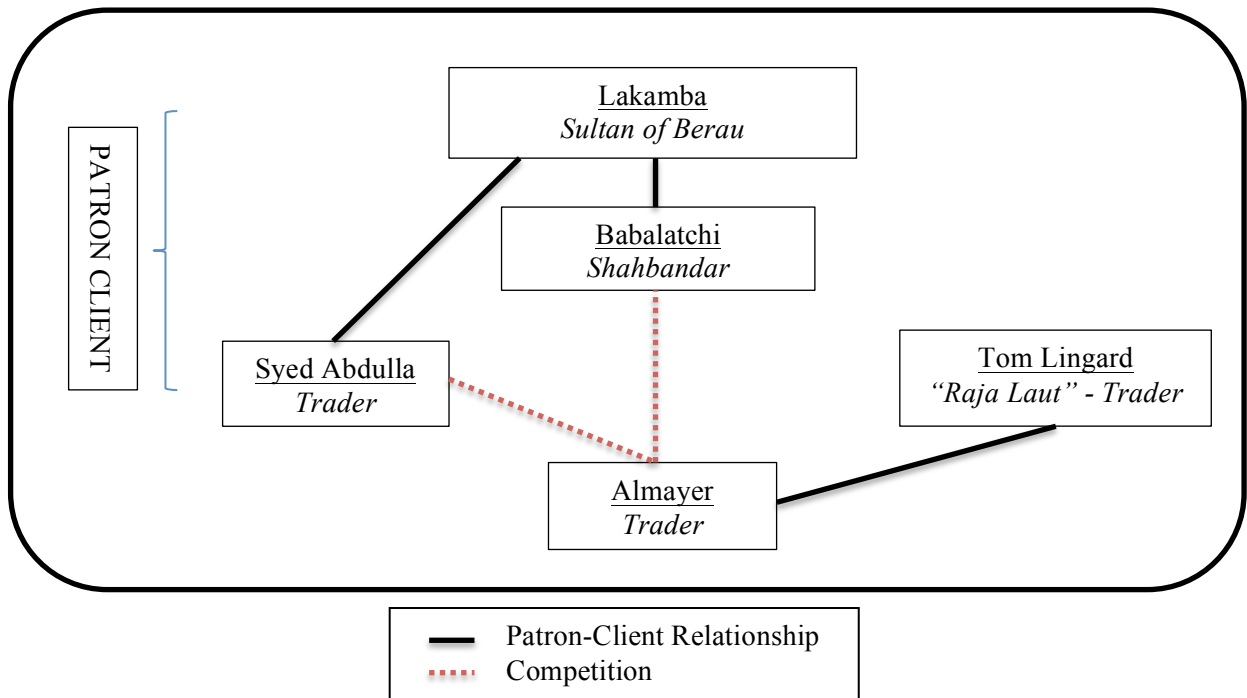 Lakamba
Sultan of Berau
PATRON CLIENT
Babalatchi
Shahbandar
Syed Abdulla
Trader
Tom Lingard
“Raja Laut” - Trader
Almayer
Trader
Patron-Client Relationship
Competition